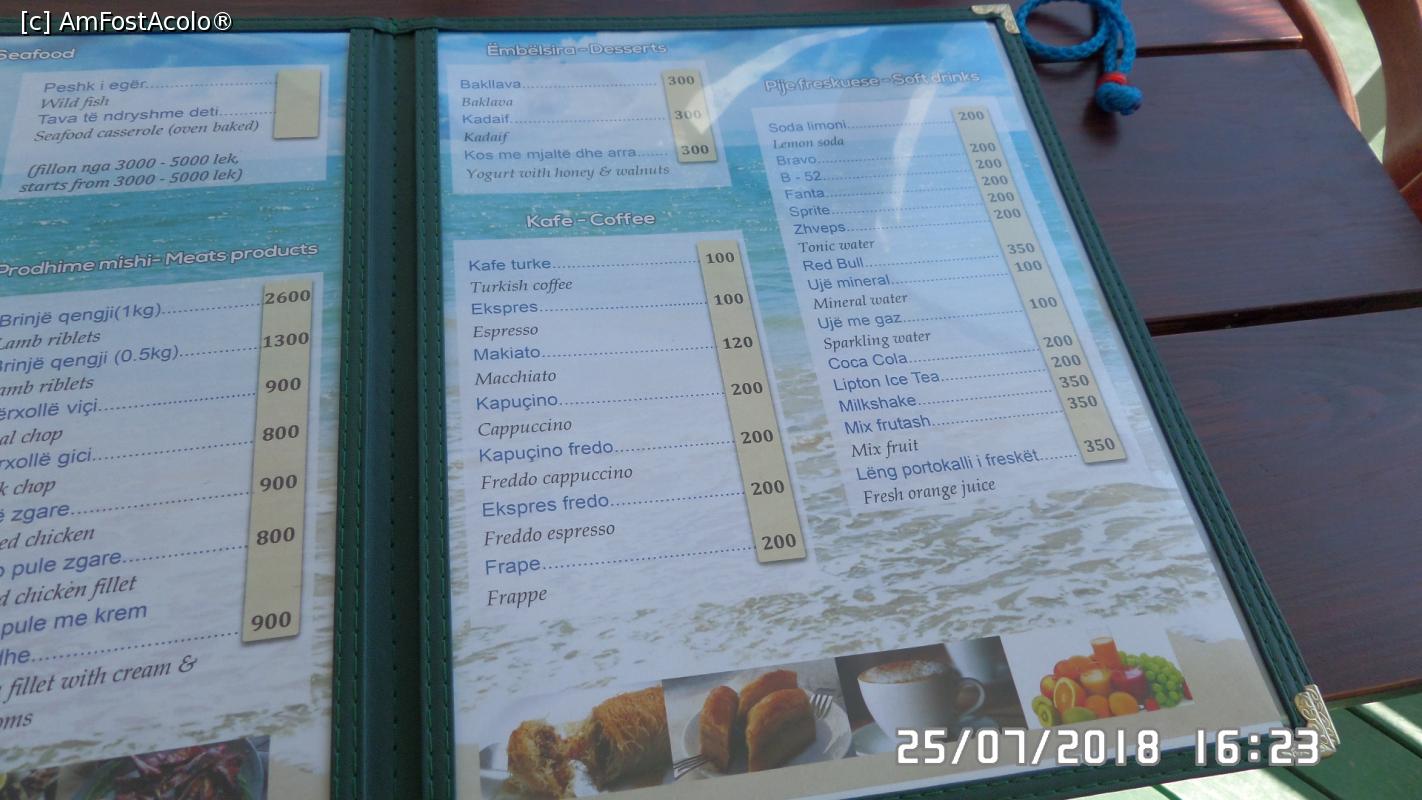 [c] AmFostAcolo®
Seafood
Peshk i egër
Wild fish
Tava të ndryshme deti
Seafood casserole (oven baked)
(fillon nga 3000 - 5000 lek,
starts from 3000 - 5000 lek)
Prodhime mishi- Meats products
Brinjë qengji(1kg) 2600
Lamb riblets
Brinjë qengji (0.5kg) 1300
riblets
viçi 900
chop
gici 800
chop
zgare 900
chicken
pule zgare 800
chicken fillet
pule me krem
900
fillet with cream &
Ëmbëlsira - Desserts
Bakllava 300
Baklava
Kadaif 300
Kadaif
Kos me mjaltë dhe arra 300
Yogurt with honey & walnuts
Kafe - Coffee
Kafe turke 100
Turkish coffee
Ekspres 100
Espresso
Makiato 120
Macchiato
Kapuçino 200
Cappuccino
Kapuçino fredo 200
Freddo cappuccino
Ekspres fredo 200
Freddo espresso
Frape 200
Frappe
Pije freskuese - Soft drinks
Soda limoni 200
Lemon soda
Bravo 200
B - 52 200
Fanta 200
Sprite 200
Zhveps 200
Tonic water
Red Bull 350
Ujë mineral 100
Mineral water
Ujë me gaz 100
Sparkling water
Coca Cola 200
Lipton Ice Tea 200
Milkshake 350
Mix frutash 350
Mix fruit
Lëng portokalli i freskët 350
Fresh orange juice
25/07/2018 16:23